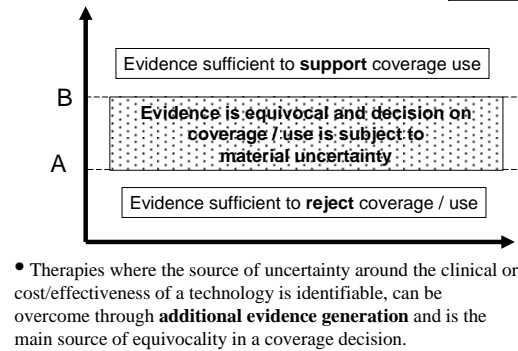 Evidence sufficient to support coverage use
B
Evidence is equivocal and decision on
coverage / use is subject to
material uncertainty
A
Evidence sufficient to reject coverage / use
• Therapies where the source of uncertainty around the clinical or
cost/effectiveness of a technology is identifiable, can be
overcome through additional evidence generation and is the
main source of equivocality in a coverage decision.